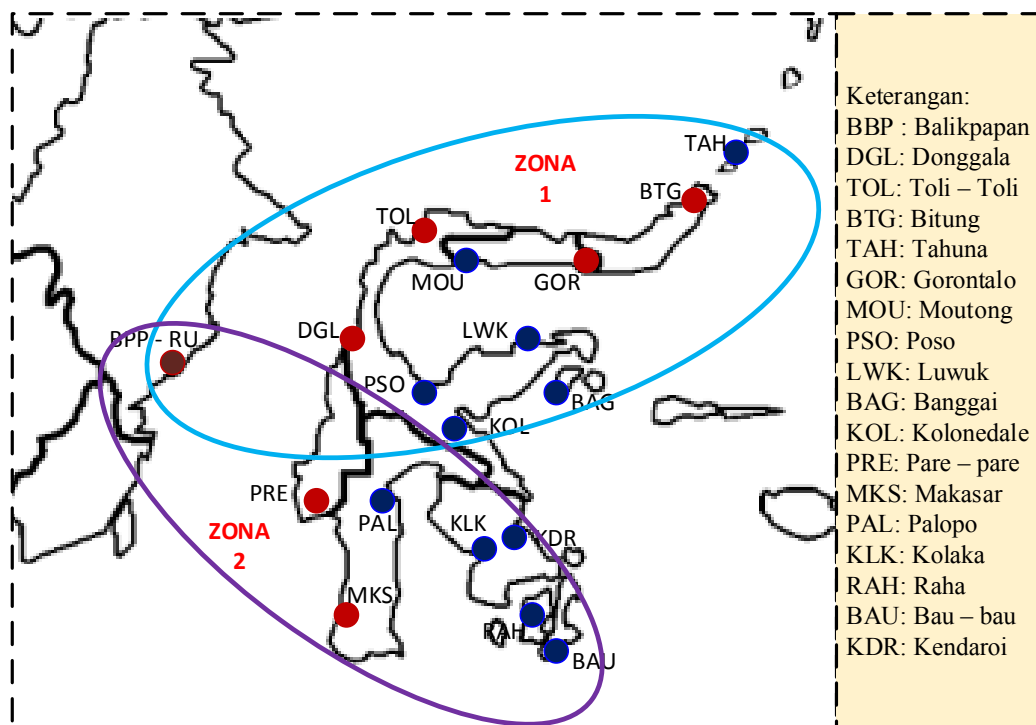 ZONA
1
TAH
BTG
TOL
MOU
GOR
BPP - RU
DGL
LWK
PSO
BAG
KOL
PRE
PAL
ZONA
2
KLK
KDR
MKS
RAH
BAU
Keterangan:
BBP : Balikpapan
DGL: Donggala
TOL: Toli – Toli
BTG: Bitung
TAH: Tahuna
GOR: Gorontalo
MOU: Moutong
PSO: Poso
LWK: Luwuk
BAG: Banggai
KOL: Kolonedale
PRE: Pare – pare
MKS: Makasar
PAL: Palopo
KLK: Kolaka
RAH: Raha
BAU: Bau – bau
KDR: Kendaroi